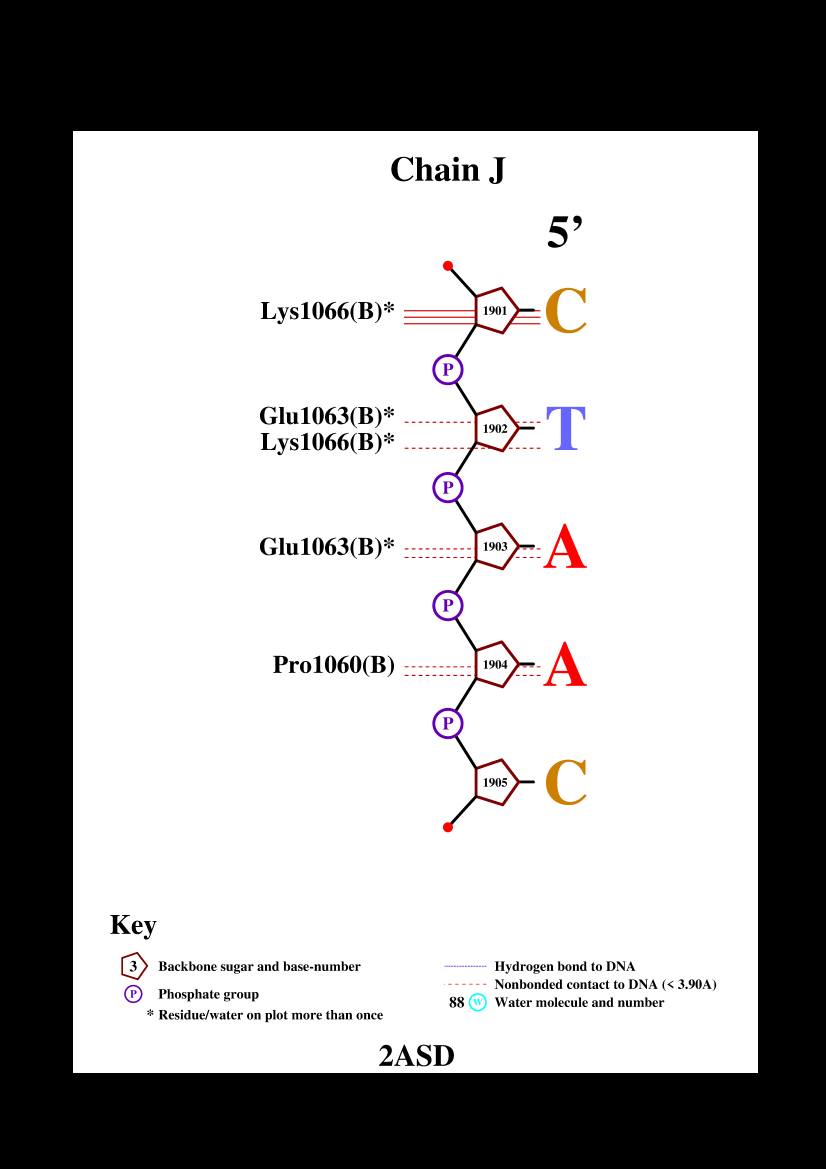 Chain J
5’
Lys1066(B)* 1901 C
P
Glu1063(B)*
Lys1066(B)* 1902 T
P
Glu1063(B)* 1903 A
P
Pro1060(B) 1904 A
P
1905 C
Key
3 Backbone sugar and base-number
P Phosphate group
* Residue/water on plot more than once
Hydrogen bond to DNA
Nonbonded contact to DNA (< 3.90A)
88 W Water molecule and number
2ASD